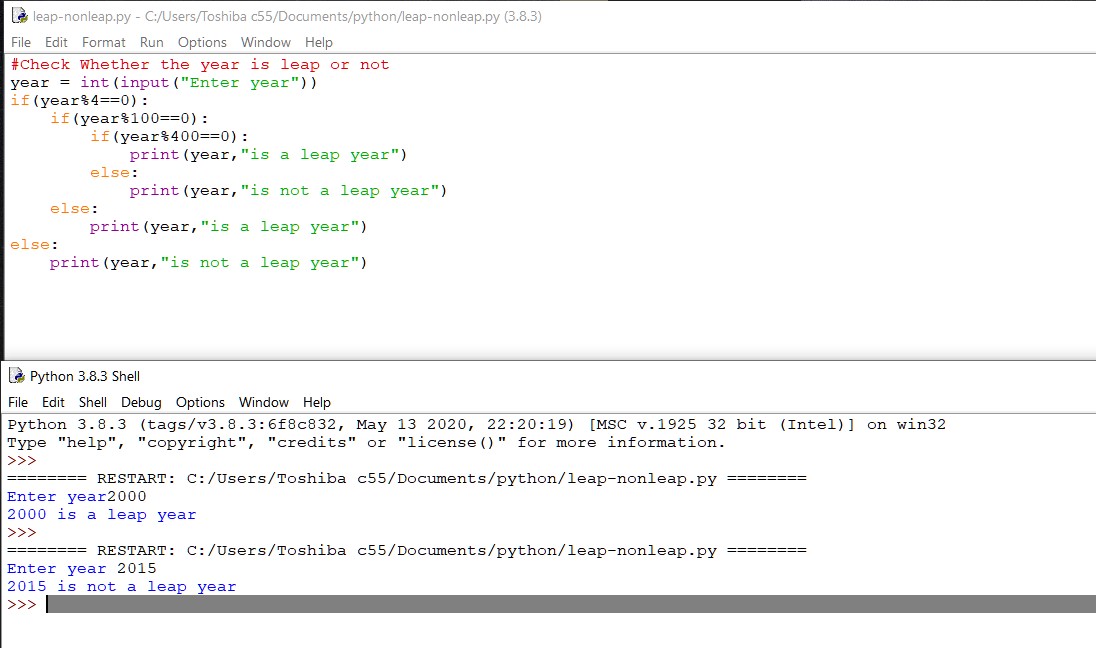 leap-nonleap.py - C:/Users/Toshiba c55/Documents/python/leap-nonleap.py (3.8.3)
File Edit Format Run Options Window Help
#Check Whether the year is leap or not
year = int(input("Enter year"))
if(year%4==0):
    if(year%100==0):
        if(year%400==0):
            print(year,"is a leap year")
        else:
            print(year,"is not a leap year")
    else:
        print(year,"is a leap year")
else:
    print(year,"is not a leap year")
Python 3.8.3 Shell
File Edit Shell Debug Options Window Help
Python 3.8.3 (tags/v3.8.3:6f8c832, May 13 2020, 22:20:19) [MSC v.1925 32 bit (Intel)] on win32
Type "help", "copyright", "credits" or "license()" for more information.
>>>
======== RESTART: C:/Users/Toshiba c55/Documents/python/leap-nonleap.py ========
Enter year2000
2000 is a leap year
>>>
======== RESTART: C:/Users/Toshiba c55/Documents/python/leap-nonleap.py ========
Enter year 2015
2015 is not a leap year
>>>